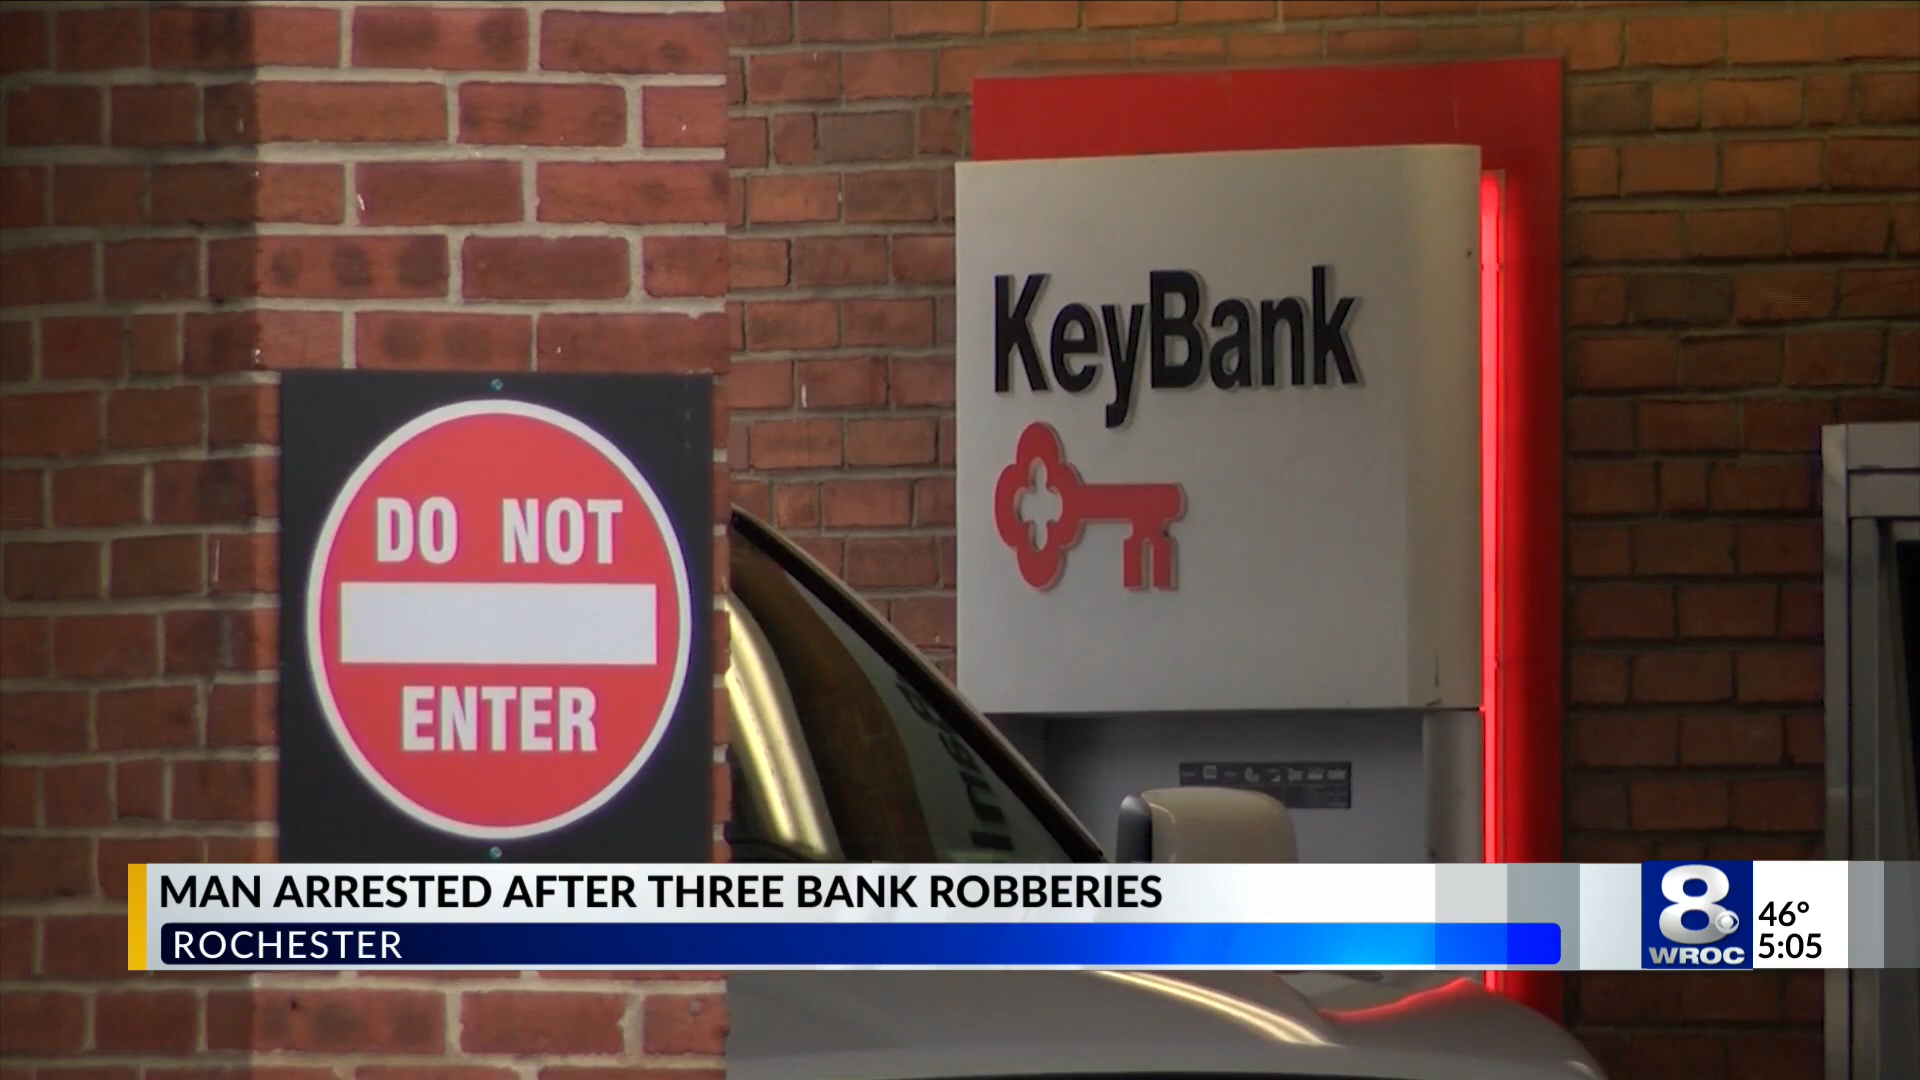 DO NOT
ENTER
KeyBank
MAN ARRESTED AFTER THREE BANK ROBBERIES
ROCHESTER
8
WROC
46°
5:05